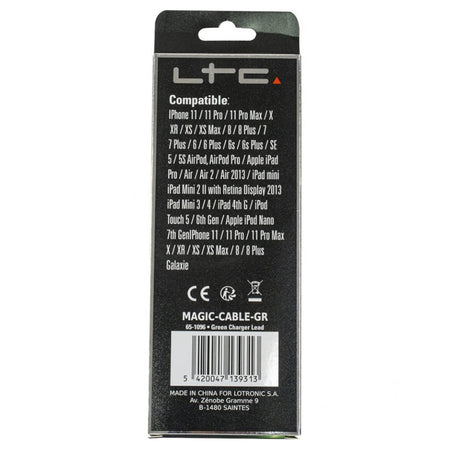 LTC
Compatible:
IPhone 11 / 11 Pro / 11 Pro Max / X
XR / XS / XS Max / 8 / 8 Plus / 7
7 Plus / 6 / 6 Plus / 6s / 6s Plus / SE
5 / 5S AirPod, AirPod Pro / Apple iPad
Pro / Air / Air 2 / Air 2013 / iPad mini
iPad Mini 2 II with Retina Display 2013
iPad Mini 3 / 4 / iPad 4th G / iPod
Touch 5 / 6th Gen / Apple iPod Nano
7th GenIPhone 11 / 11 Pro / 11 Pro Max
X / XR / XS / XS Max / 8 / 8 Plus
Galaxie
CE
MAGIC-CABLE-GR
65-1096 • Green Charger Lead
5 420047 139313
MADE IN CHINA FOR LOTRONIC S.A.
Av. Zénobe Gramme 9
B-1480 SAINTES